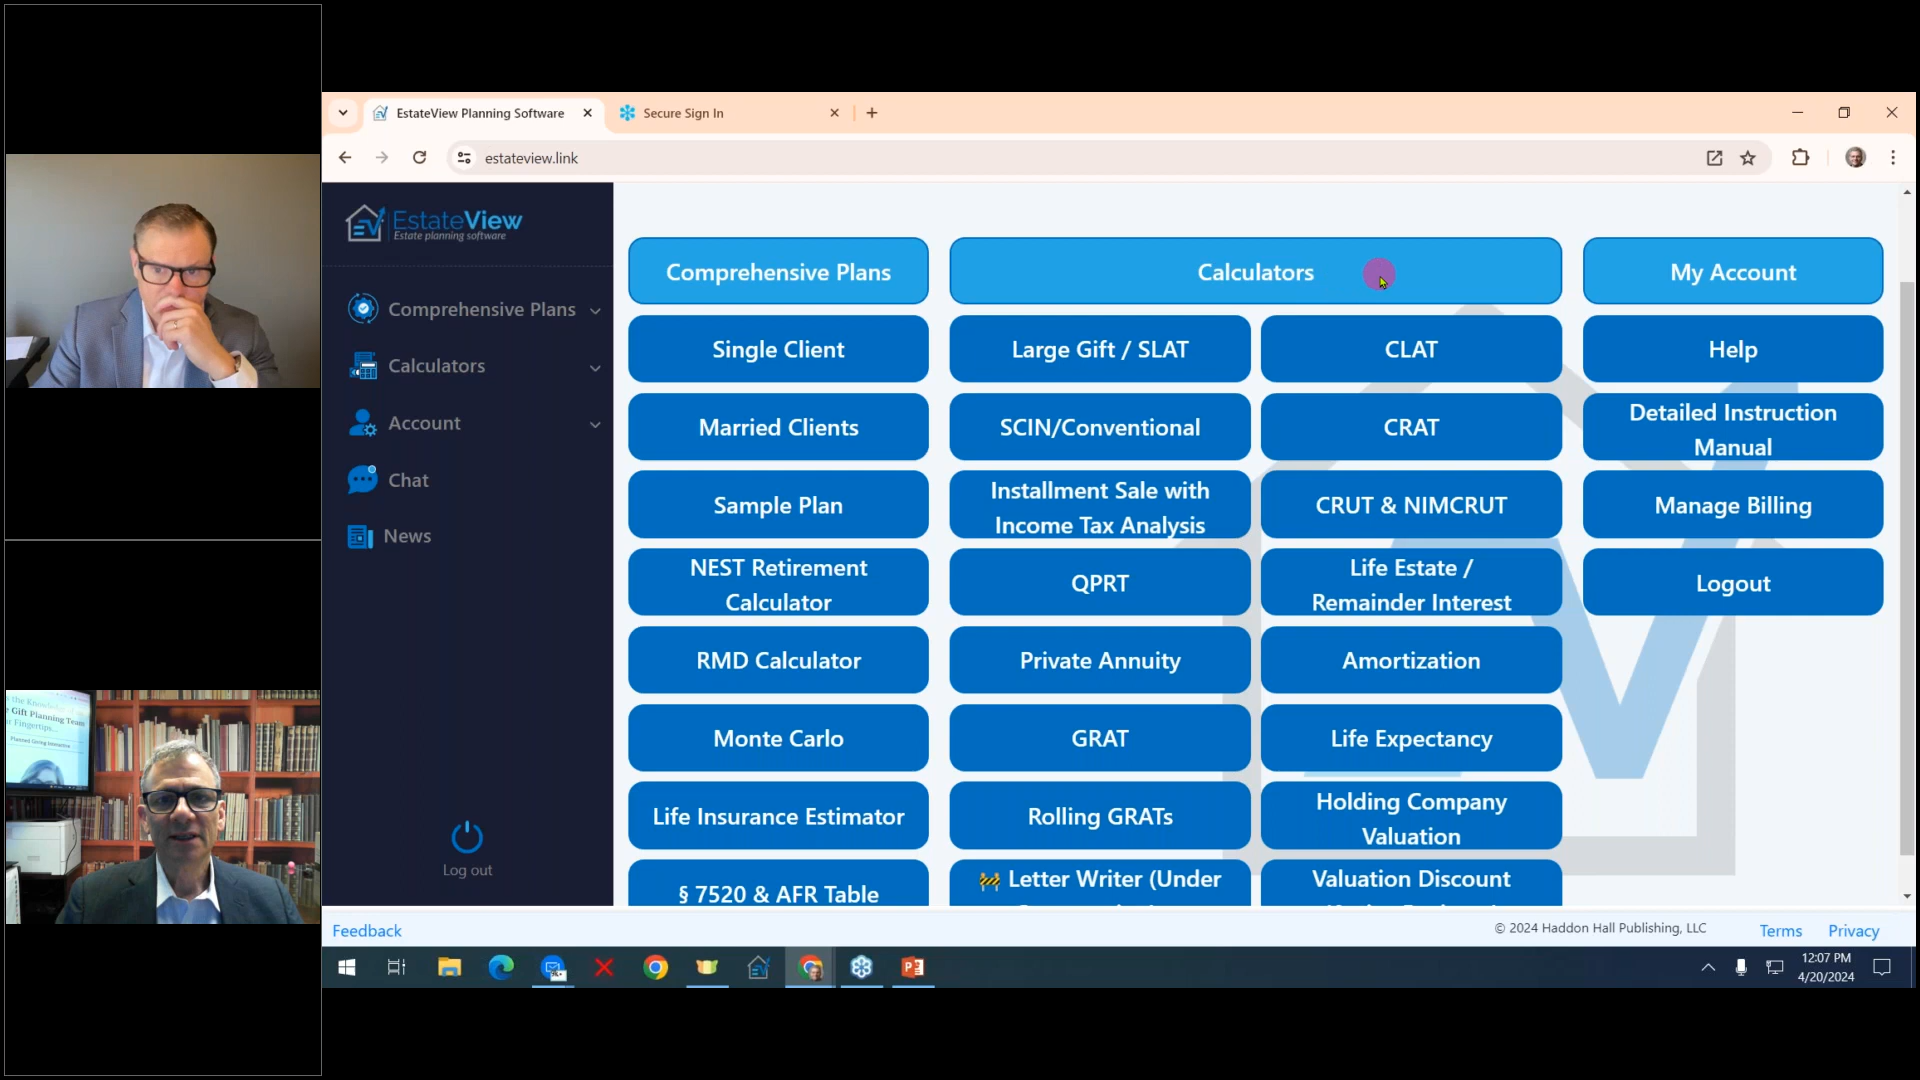 EstateView Planning Software
Secure Sign In
estateview.link
EstateView
Estate planning software
Comprehensive Plans
Calculators
Account
Chat
News
Log out
Comprehensive Plans
Single Client
Married Clients
Sample Plan
NEST Retirement
Calculator
RMD Calculator
Monte Carlo
Life Insurance Estimator
§ 7520 & AFR Table
Calculators
Large Gift / SLAT
SCIN/Conventional
Installment Sale with
Income Tax Analysis
QPRT
Private Annuity
GRAT
Rolling GRATs
Letter Writer (Under
CLAT
CRAT
CRUT & NIMCRUT
Life Estate /
Remainder Interest
Amortization
Life Expectancy
Holding Company
Valuation
Valuation Discount
My Account
Help
Detailed Instruction
Manual
Manage Billing
Logout
Gift Planning Team
Fingertips...
Feedback
© 2024 Haddon Hall Publishing, LLC
Terms
Privacy
12:07 PM
4/20/2024